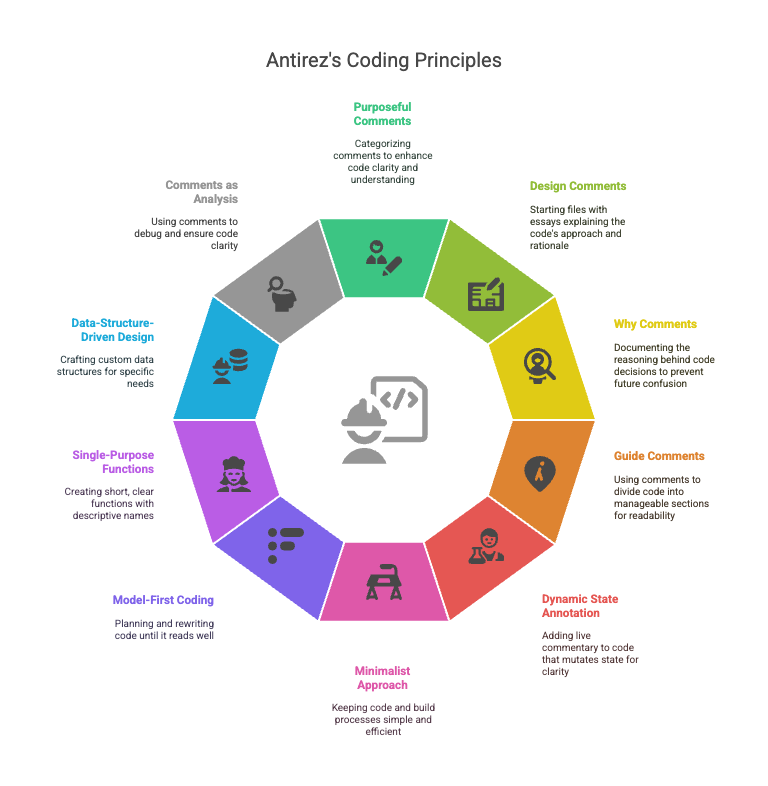 Antirez's Coding Principles
Purposeful
Comments
Categorizing
comments to enhance
code clarity and
understanding
Design Comments
Starting files with
essays explaining the
code's approach and
rationale
Why Comments
Documenting the
reasoning behind code
decisions to prevent
future confusion
Guide Comments
Using comments to
divide code into
manageable sections
for readability
Dynamic State
Annotation
Adding live
commentary to code
that mutates state for
clarity
Minimalist
Approach
Keeping code and build
processes simple and
efficient
Model-First Coding
Planning and rewriting
code until it reads well
Single-Purpose
Functions
Creating short, clear
functions with
descriptive names
Data-Structure-
Driven Design
Crafting custom data
structures for specific
needs
Comments as
Analysis
Using comments to
debug and ensure code
clarity